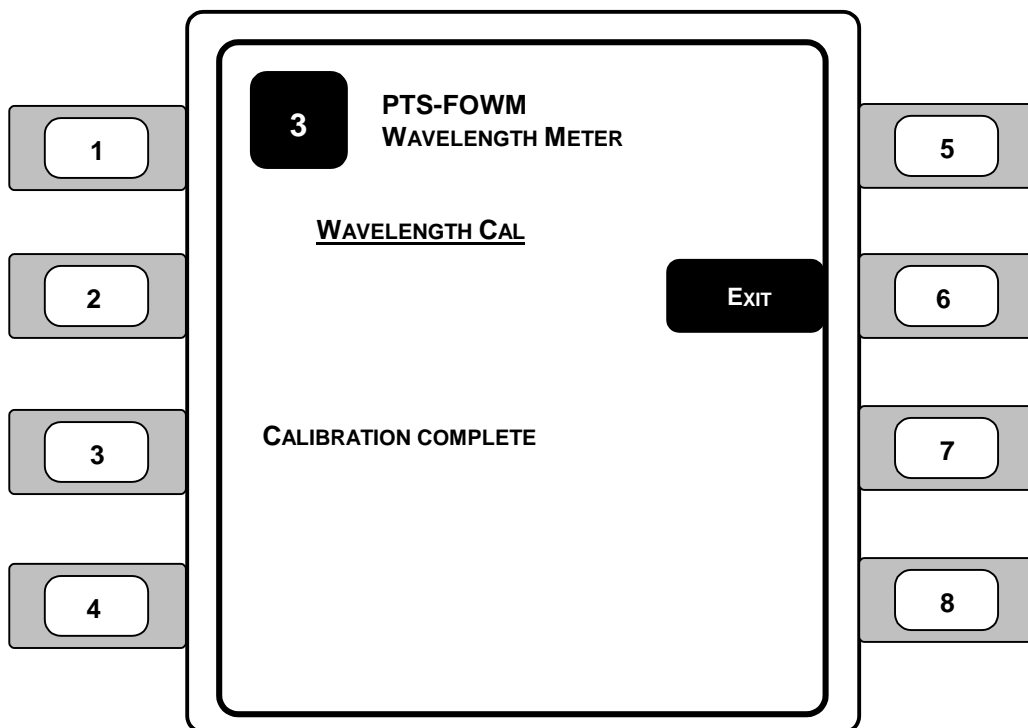 3
PTS-FOWM
WAVELENGTH METER
1
5
WAVELENGTH CAL
2
EXIT
6
3
CALIBRATION COMPLETE
7
4
8